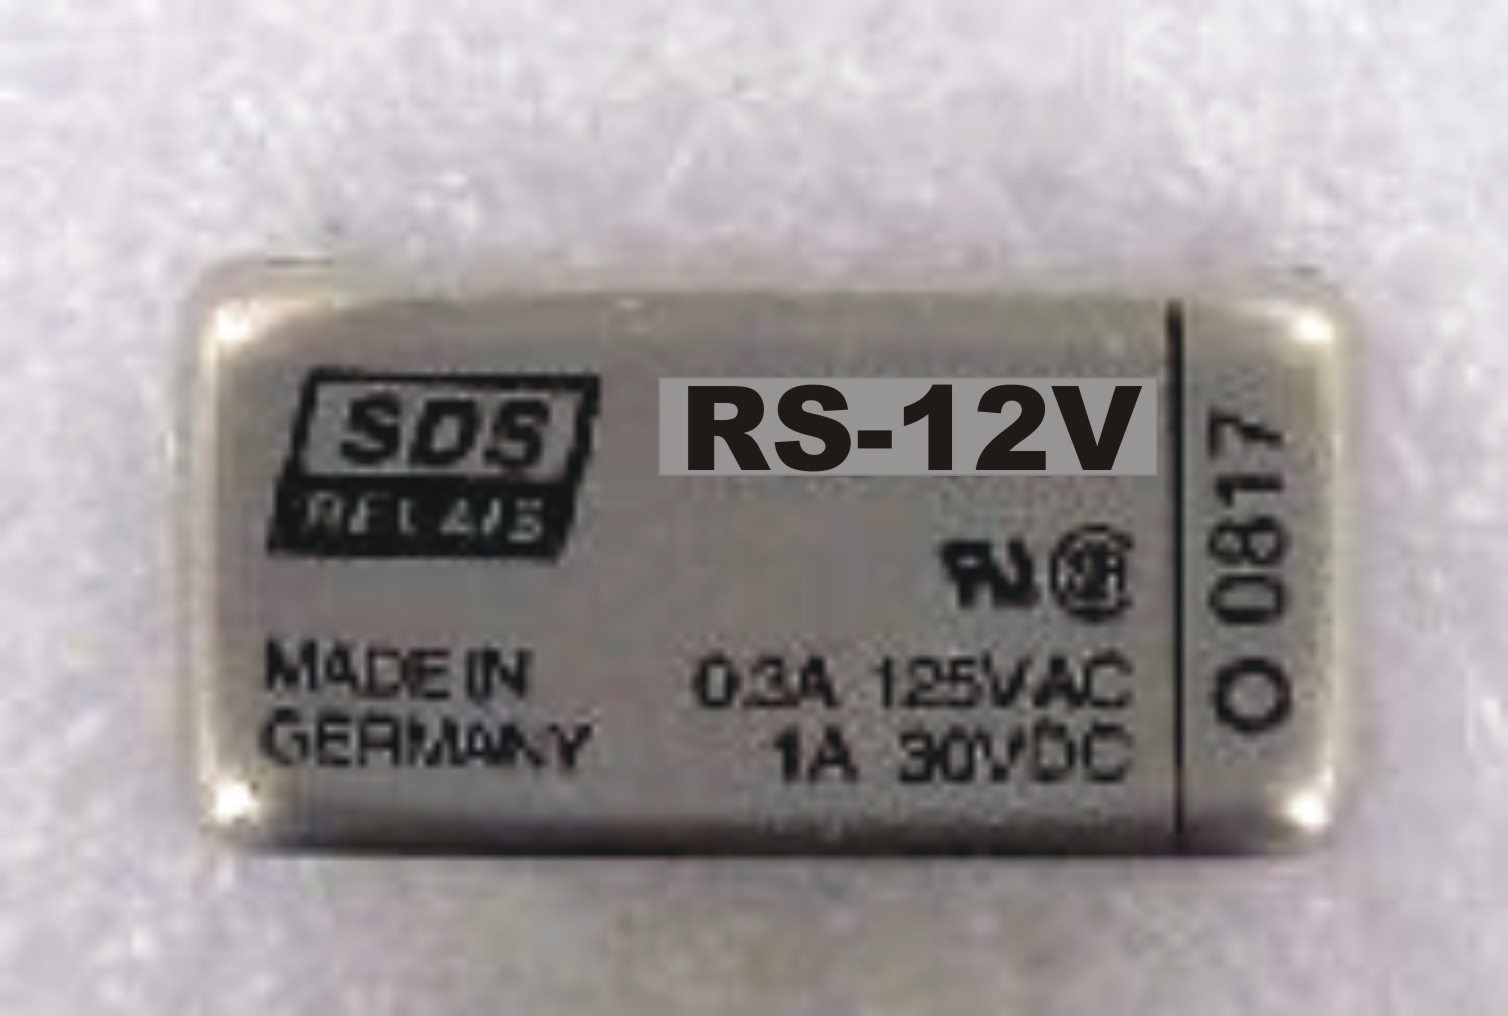 SDS
RELAIS
RS-12V
MADE IN
GERMANY
0.3A 125VAC
1A 30VDC
O 0817